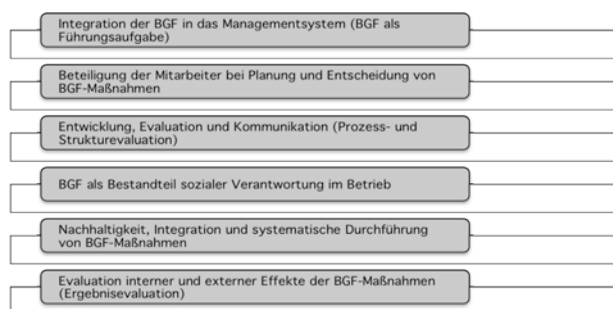 Integration der BGF in das Managementsystem (BGF als
Führungsaufgabe)
Beteiligung der Mitarbeiter bei Planung und Entscheidung von
BGF-Maßnahmen
Entwicklung, Evaluation und Kommunikation (Prozess- und
Strukturevaluation)
BGF als Bestandteil sozialer Verantwortung im Betrieb
Nachhaltigkeit, Integration und systematische Durchführung
von BGF-Maßnahmen
Evaluation interner und externer Effekte der BGF-Maßnahmen
(Ergebnisevaluation)